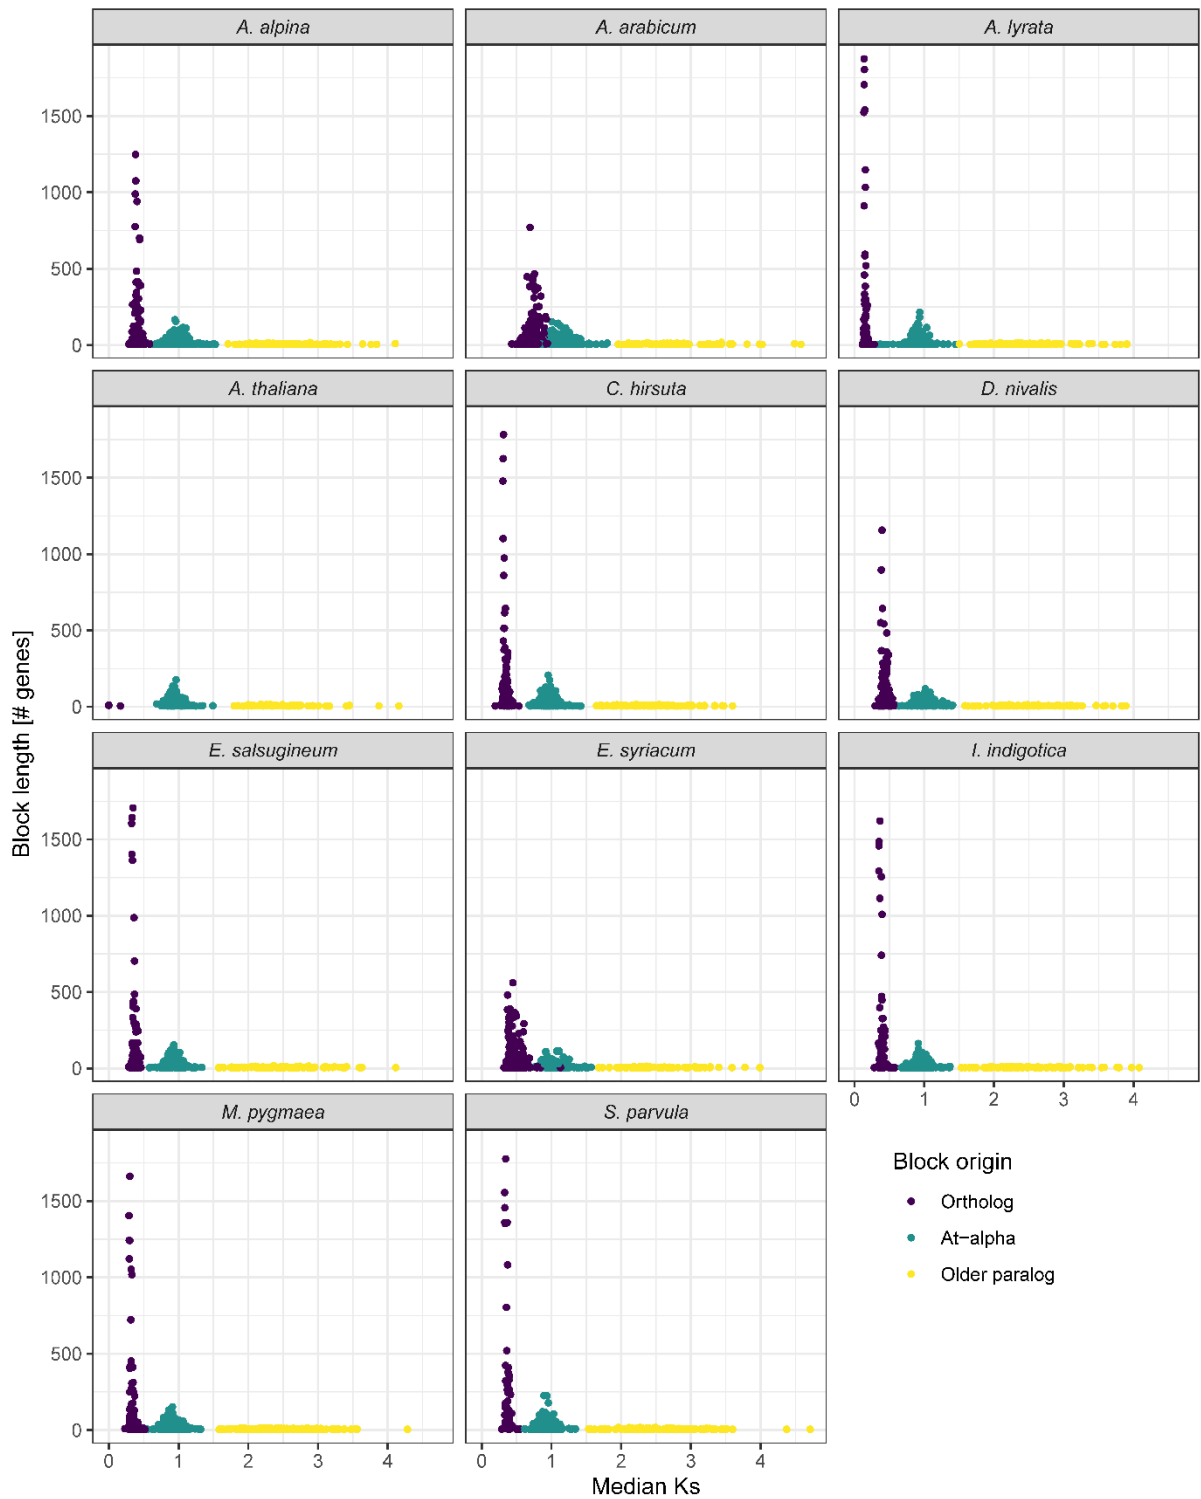 A. alpina
A. arabicum
A. lyrata
1500
1000
500
0
A. thaliana
C. hirsuta
D. nivalis
1500
1000
500
0
Block length [# genes]
E. salsugineum
E. syriacum
I. indigotica
1500
1000
500
0
0 1 2 3 4
M. pygmaea
S. parvula
1500
1000
500
0
0 1 2 3 4
0 1 2 3 4
Median Ks
Block origin
Ortholog
At−alpha
Older paralog